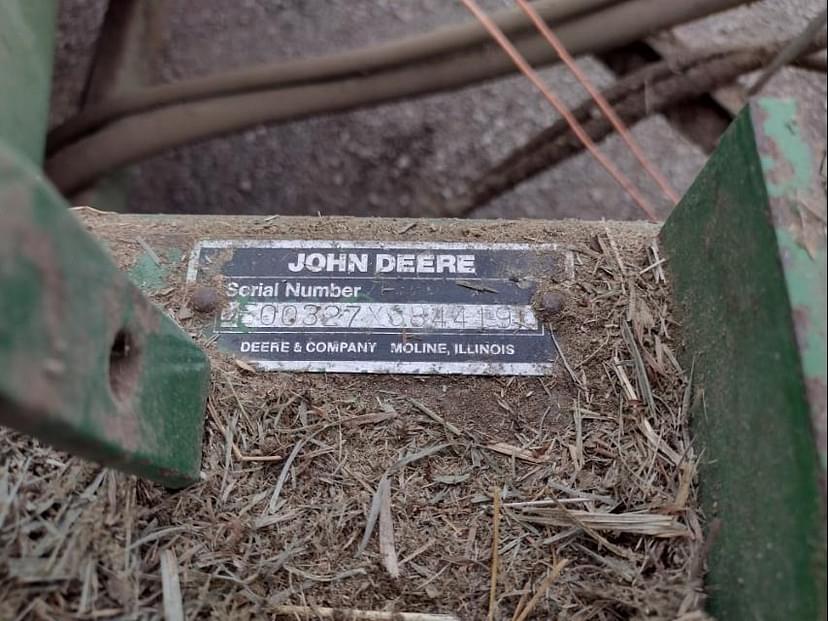 JOHN DEERE
Serial Number
DEERE & COMPANY MOLINE, ILLINOIS